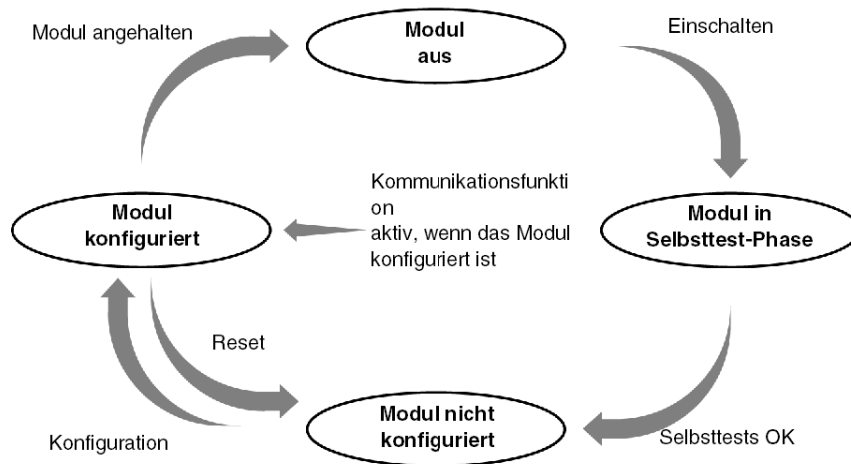 Modul angehalten
Modul
aus
Einschalten
Modul
konfiguriert
Kommunikationsfunkti
on
aktiv, wenn das Modul
konfiguriert ist
Modul in
Selbsttest-Phase
Reset
Konfiguration
Modul nicht
konfiguriert
Selbsttests OK